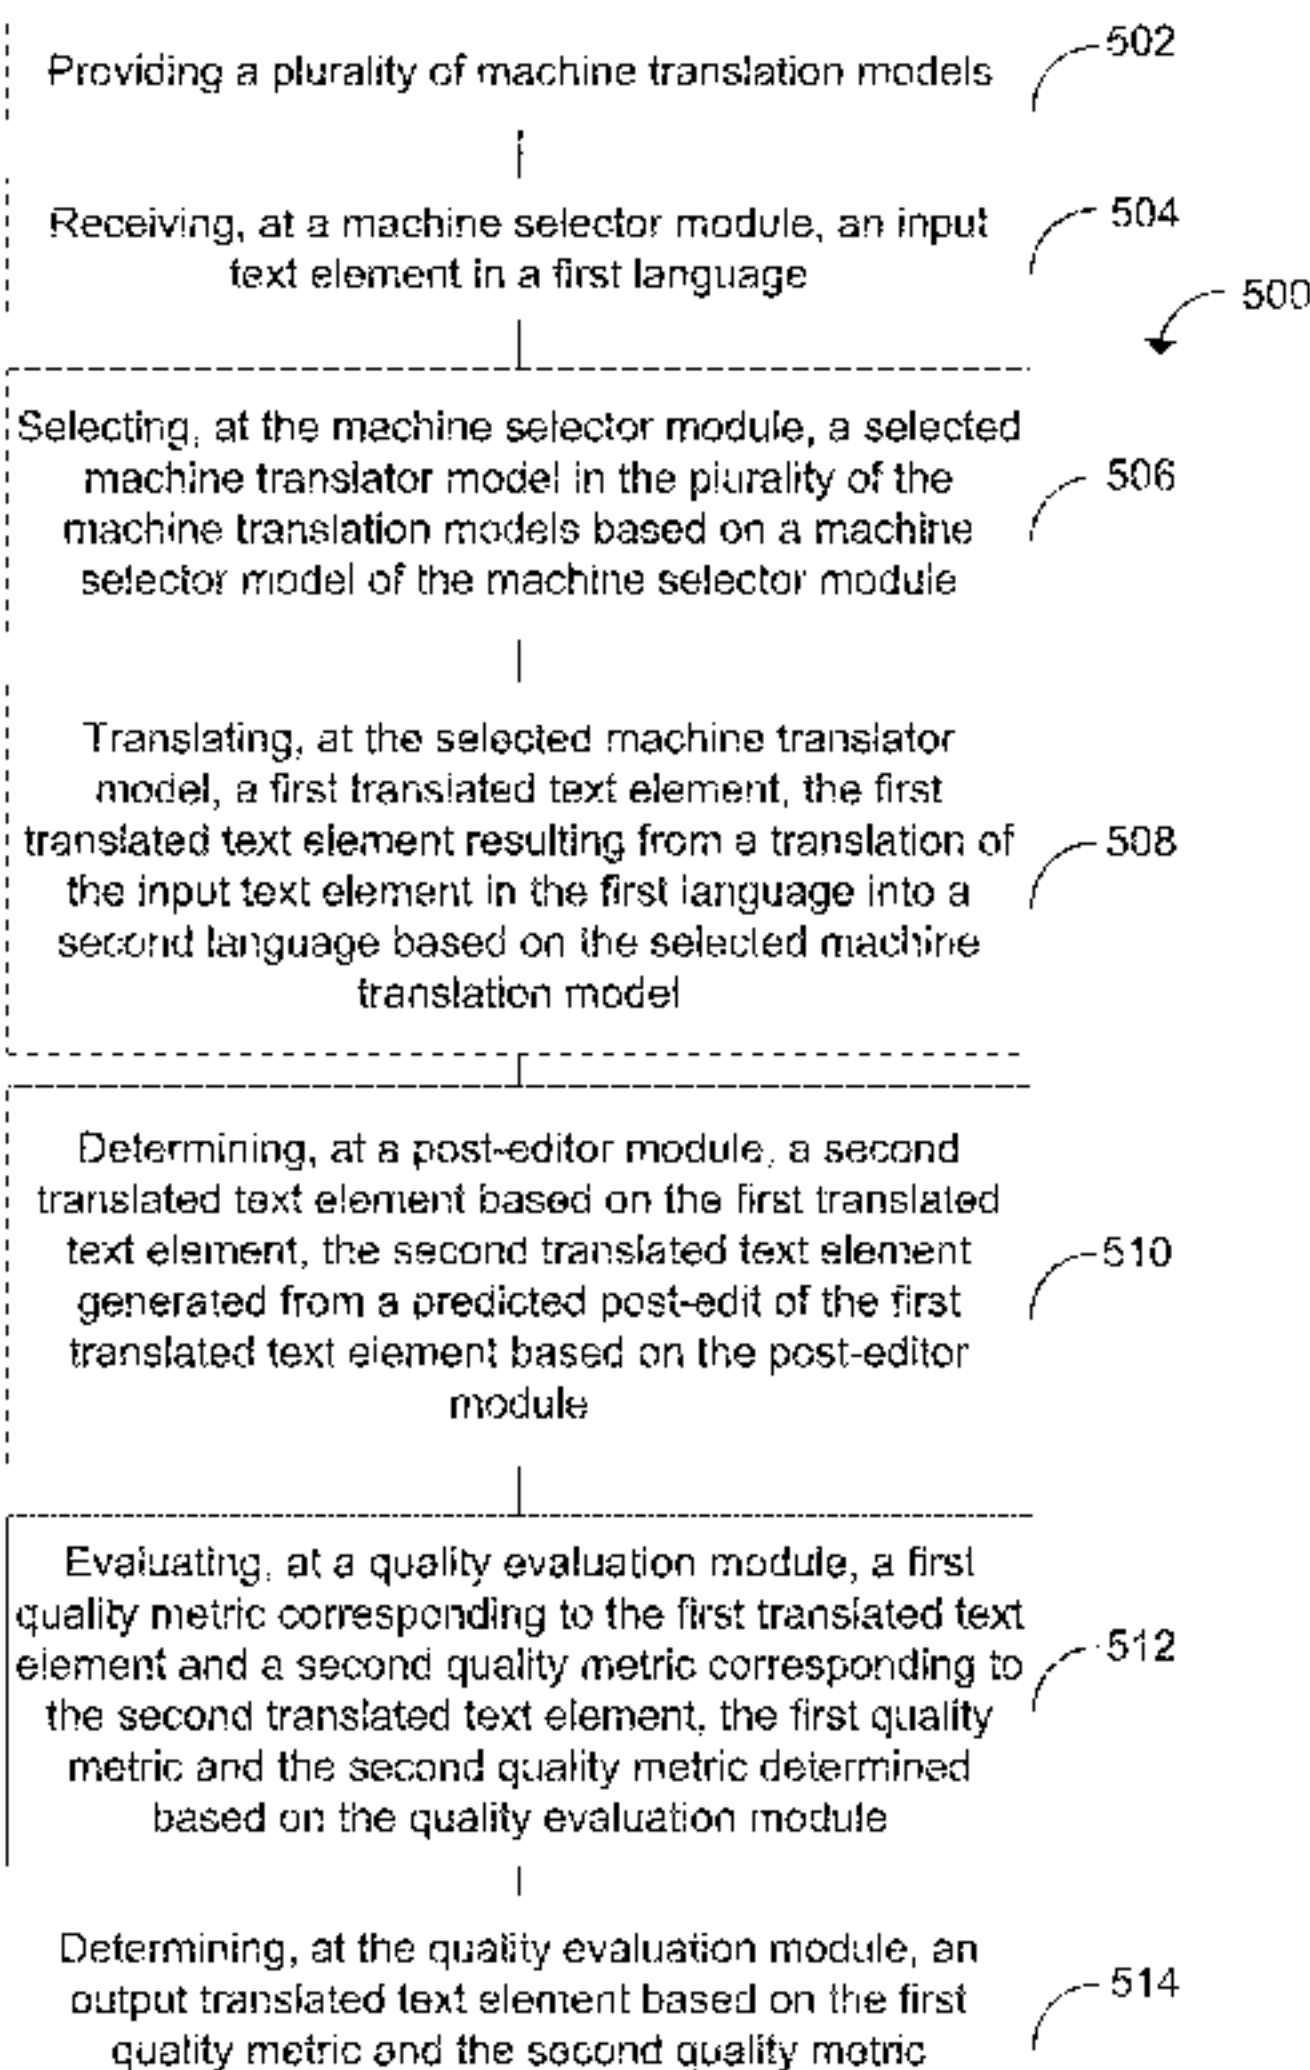 Providing a plurality of machine translation models
502
Receiving, at a machine selector module, an input
text element in a first language
504
500
Selecting, at the machine selector module, a selected
machine translator model in the plurality of the
machine translation models based on a machine
selector model of the machine selector module
506
Translating, at the selected machine translator
model, a first translated text element, the first
translated text element resulting from a translation of
the input text element in the first language into a
second language based on the selected machine
translation model
508
Determining, at a post-editor module, a second
translated text element based on the first translated
text element, the second translated text element
generated from a predicted post-edit of the first
translated text element based on the post-editor
module
510
Evaluating, at a quality evaluation module, a first
quality metric corresponding to the first translated text
element and a second quality metric corresponding to
the second translated text element, the first quality
metric and the second quality metric determined
based on the quality evaluation module
512
Determining, at the quality evaluation module, an
output translated text element based on the first
quality metric and the second quality metric
514